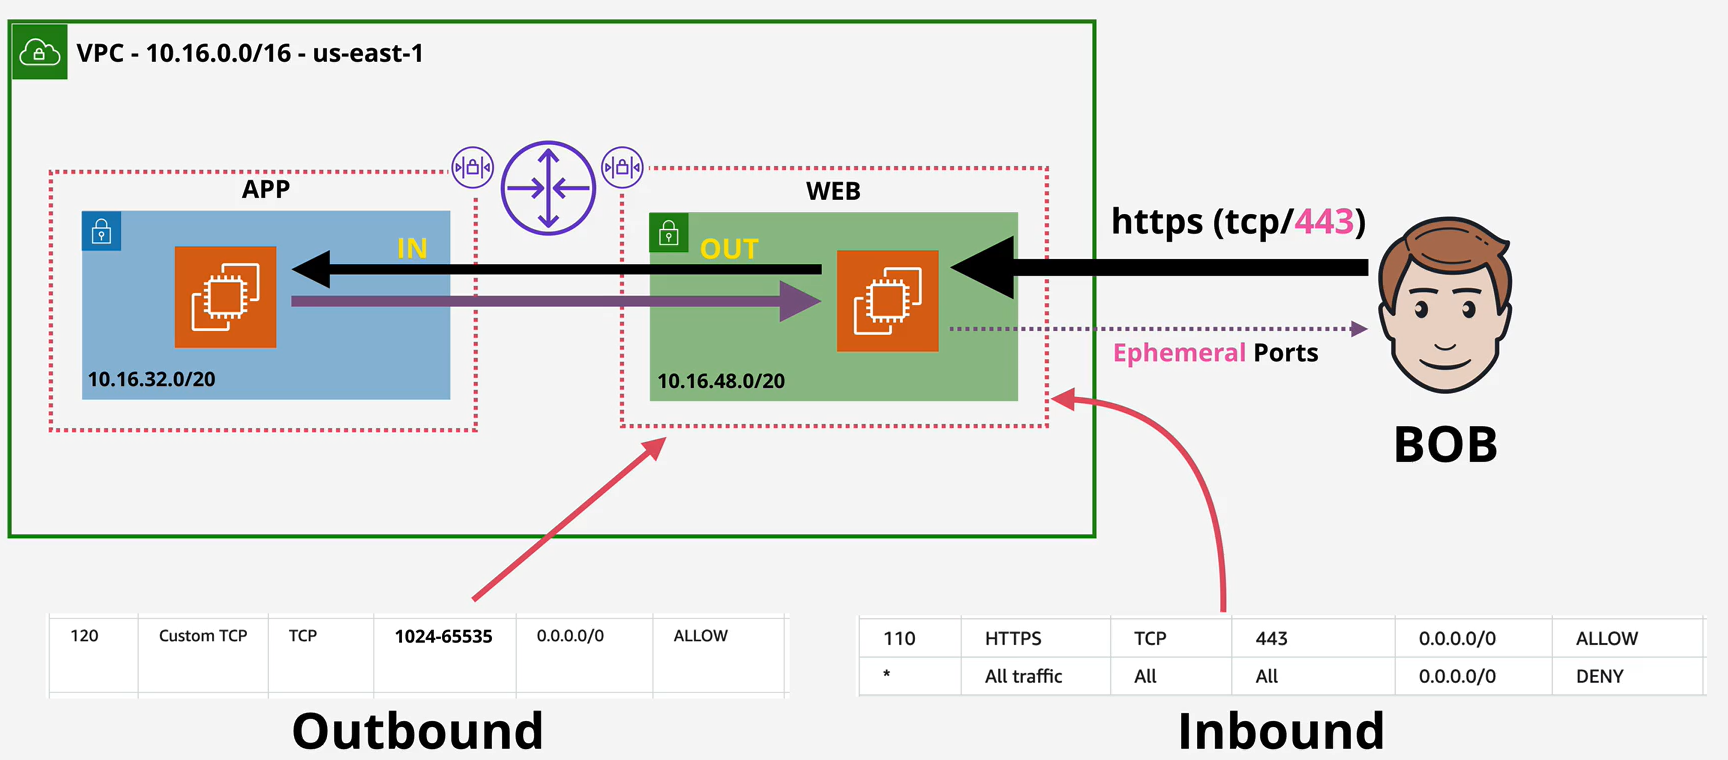 VPC - 10.16.0.0/16 - us-east-1
APP
WEB
IN
OUT
10.16.32.0/20
10.16.48.0/20
https (tcp/443)
Ephemeral Ports
BOB
120 Custom TCP TCP 1024-65535 0.0.0.0/0 ALLOW
Outbound
110 HTTPS TCP 443 0.0.0.0/0 ALLOW
* All traffic All All 0.0.0.0/0 DENY
Inbound